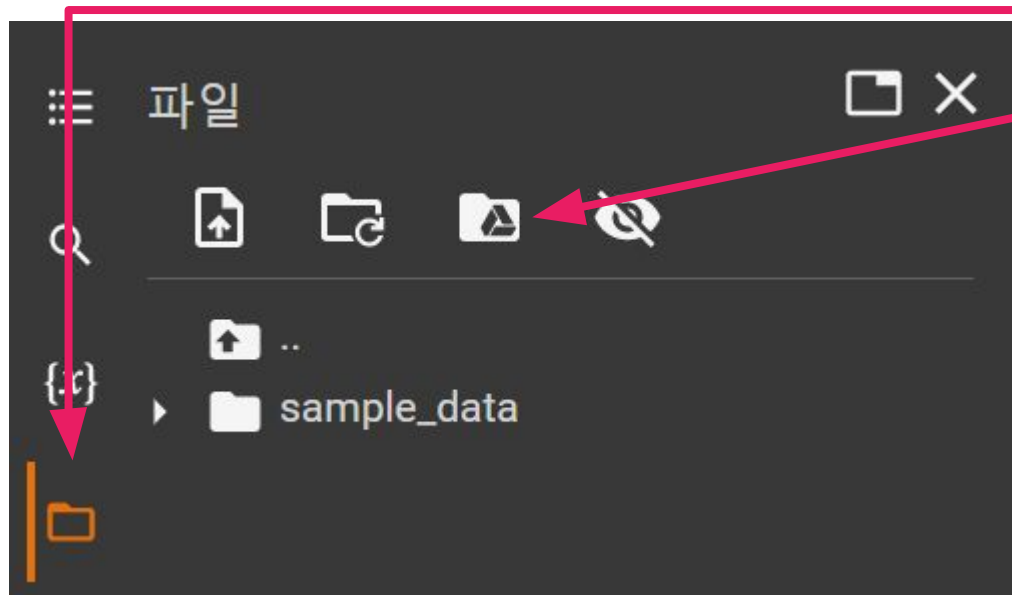 파일
..
{x}
sample_data